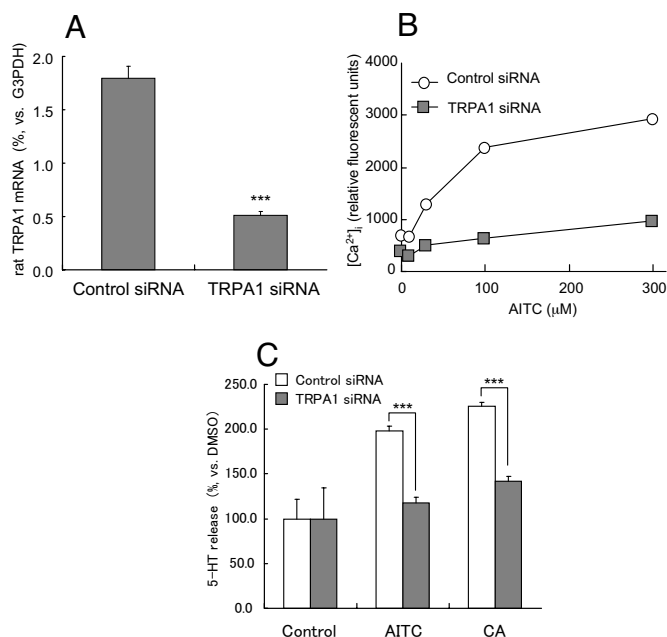 A
rat TRPA1 mRNA (%, vs. G3PDH)
2.0
1.5
1.0
0.5
0.0
***
Control siRNA
TRPA1 siRNA
B
[Ca²⁺]i (relative fluorescent units)
4000
3000
2000
1000
0
Control siRNA
TRPA1 siRNA
0
100
200
300
AITC (μM)
C
5-HT release (%, vs. DMSO)
250.0
200.0
150.0
100.0
50.0
0.0
Control siRNA
TRPA1 siRNA
***
***
Control
AITC
CA